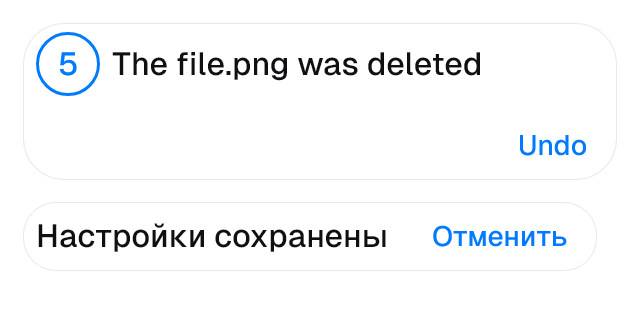 5 The file.png was deleted
Undo
Настройки сохранены Отменить